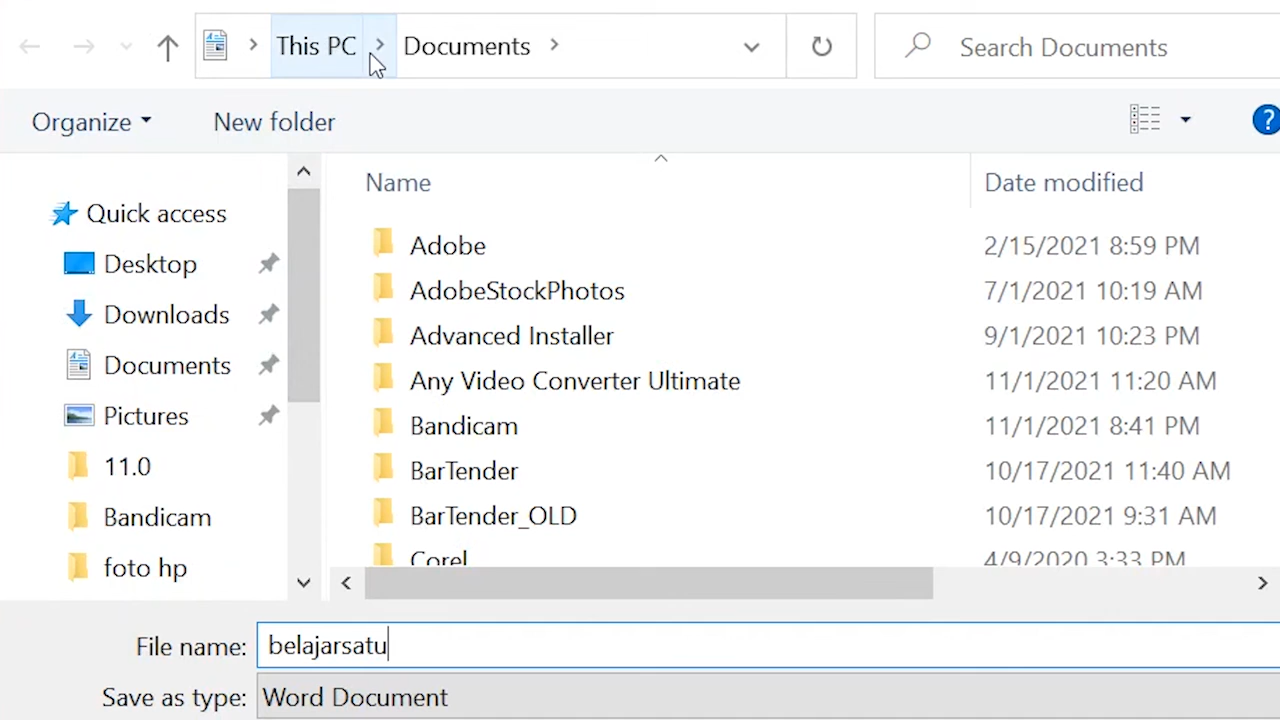 This PC > Documents >
Search Documents
Organize
New folder
?
Name
Date modified
Quick access
Desktop
Downloads
Documents
Pictures
11.0
Bandicam
foto hp
Adobe 2/15/2021 8:59 PM
AdobeStockPhotos 7/1/2021 10:19 AM
Advanced Installer 9/1/2021 10:23 PM
Any Video Converter Ultimate 11/1/2021 11:20 AM
Bandicam 11/1/2021 8:41 PM
BarTender 10/17/2021 11:40 AM
BarTender_OLD 10/17/2021 9:31 AM
Corel 4/9/2020 3:33 PM
File name: belajarsatu
Save as type: Word Document